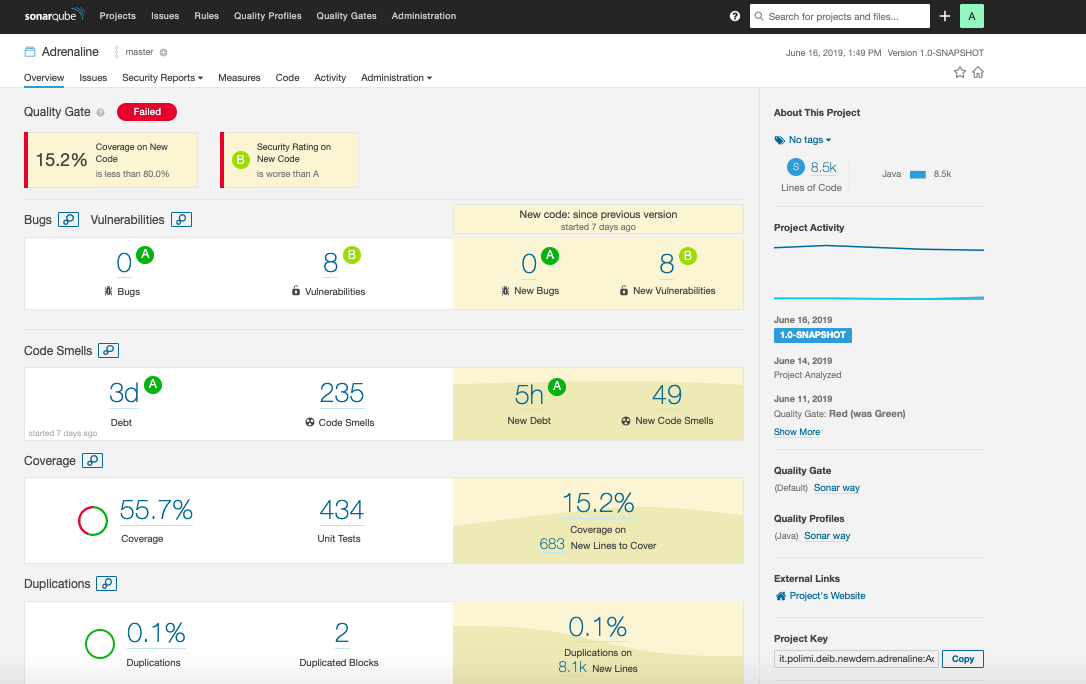 sonarqube Projects Issues Rules Quality Profiles Quality Gates Administration ? Search for projects and files... + A
Adrenaline master June 16, 2019, 1:49 PM Version 1.0-SNAPSHOT
Overview Issues Security Reports Measures Code Activity Administration
Quality Gate ? Failed
15.2% Coverage on New
Code
is less than 80.0%
B Security Rating on
New Code
is worse than A
Bugs Vulnerabilities
New code: since previous version
started 7 days ago
0 A
Bugs
8 B
Vulnerabilities
0 A
New Bugs
8 B
New Vulnerabilities
Code Smells
3d A
Debt
started 7 days ago
235
Code Smells
5h A
New Debt
49
New Code Smells
Coverage
55.7%
Coverage
434
Unit Tests
15.2%
Coverage on
683 New Lines to Cover
Duplications
0.1%
Duplications
2
Duplicated Blocks
0.1%
Duplications on
8.1k New Lines
About This Project
No tags
S 8.5k
Lines of Code
Java 8.5k
Project Activity
June 16, 2019
1.0-SNAPSHOT
June 14, 2019
Project Analyzed
June 11, 2019
Quality Gate: Red (was Green)
Show More
Quality Gate
(Default) Sonar way
Quality Profiles
(Java) Sonar way
External Links
Project's Website
Project Key
it.polimi.deib.newdem.adrenaline:Ac Copy